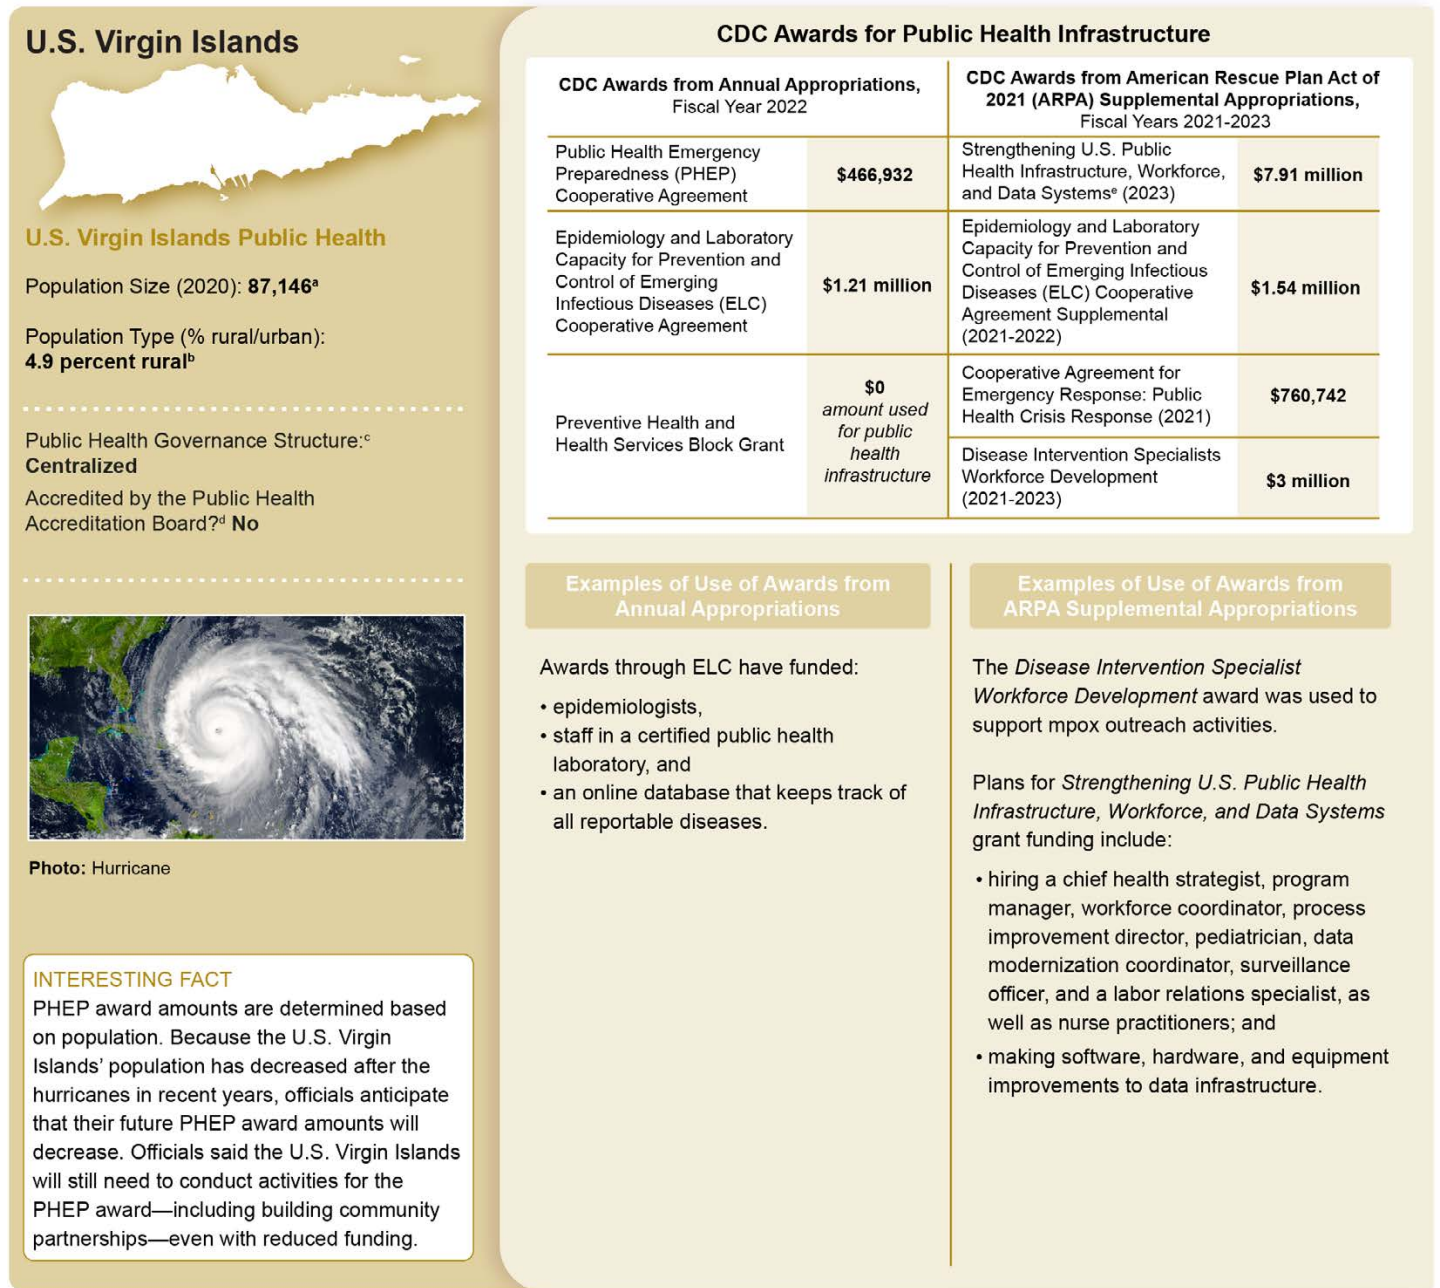 U.S. Virgin Islands
U.S. Virgin Islands Public Health
Population Size (2020): 87,146ᵃ
Population Type (% rural/urban):
4.9 percent ruralᵇ
Public Health Governance Structure:ᶜ
Centralized
Accredited by the Public Health
Accreditation Board?ᵈ No
Photo: Hurricane
INTERESTING FACT
PHEP award amounts are determined based
on population. Because the U.S. Virgin
Islands’ population has decreased after the
hurricanes in recent years, officials anticipate
that their future PHEP award amounts will
decrease. Officials said the U.S. Virgin Islands
will still need to conduct activities for the
PHEP award—including building community
partnerships—even with reduced funding.
CDC Awards for Public Health Infrastructure
CDC Awards from Annual Appropriations,
Fiscal Year 2022
Public Health Emergency
Preparedness (PHEP)
Cooperative Agreement
$466,932
Epidemiology and Laboratory
Capacity for Prevention and
Control of Emerging
Infectious Diseases (ELC)
Cooperative Agreement
$1.21 million
Preventive Health and
Health Services Block Grant
$0
amount used
for public
health
infrastructure
CDC Awards from American Rescue Plan Act of
2021 (ARPA) Supplemental Appropriations,
Fiscal Years 2021-2023
Strengthening U.S. Public
Health Infrastructure, Workforce,
and Data Systemsᵉ (2023)
$7.91 million
Epidemiology and Laboratory
Capacity for Prevention and
Control of Emerging Infectious
Diseases (ELC) Cooperative
Agreement Supplemental
(2021-2022)
$1.54 million
Cooperative Agreement for
Emergency Response: Public
Health Crisis Response (2021)
$760,742
Disease Intervention Specialists
Workforce Development
(2021-2023)
$3 million
Examples of Use of Awards from
Annual Appropriations
Awards through ELC have funded:
• epidemiologists,
• staff in a certified public health
laboratory, and
• an online database that keeps track of
all reportable diseases.
Examples of Use of Awards from
ARPA Supplemental Appropriations
The Disease Intervention Specialist
Workforce Development award was used to
support mpox outreach activities.
Plans for Strengthening U.S. Public Health
Infrastructure, Workforce, and Data Systems
grant funding include:
• hiring a chief health strategist, program
manager, workforce coordinator, process
improvement director, pediatrician, data
modernization coordinator, surveillance
officer, and a labor relations specialist, as
well as nurse practitioners; and
• making software, hardware, and equipment
improvements to data infrastructure.